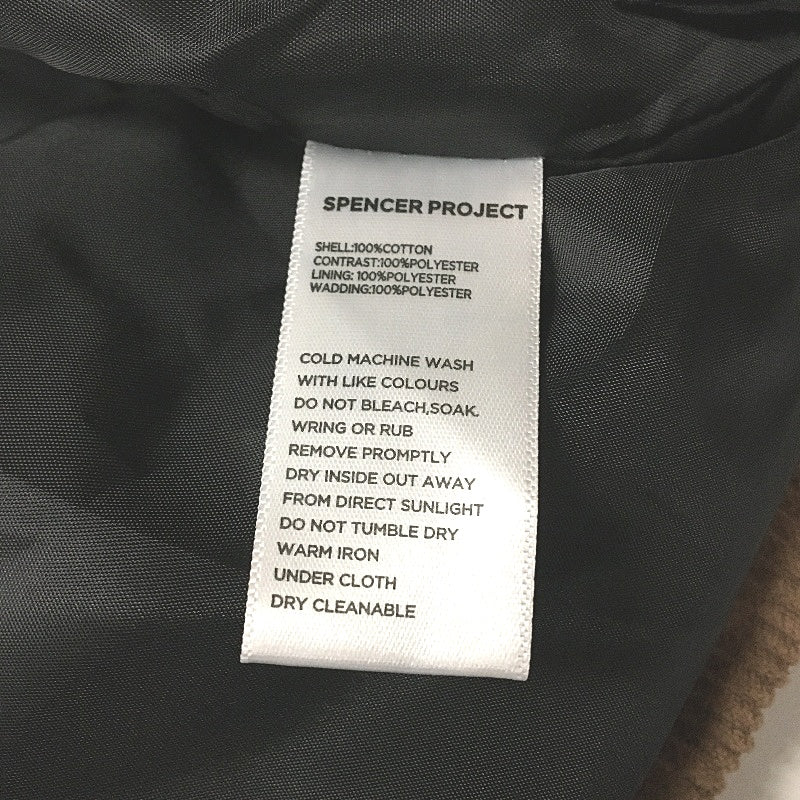 SPENCER PROJECT
SHELL:100%COTTON
CONTRAST:100%POLYESTER
LINING: 100%POLYESTER
WADDING:100%POLYESTER
COLD MACHINE WASH
WITH LIKE COLOURS
DO NOT BLEACH,SOAK.
WRING OR RUB
REMOVE PROMPTLY
DRY INSIDE OUT AWAY
FROM DIRECT SUNLIGHT
DO NOT TUMBLE DRY
WARM IRON
UNDER CLOTH
DRY CLEANABLE